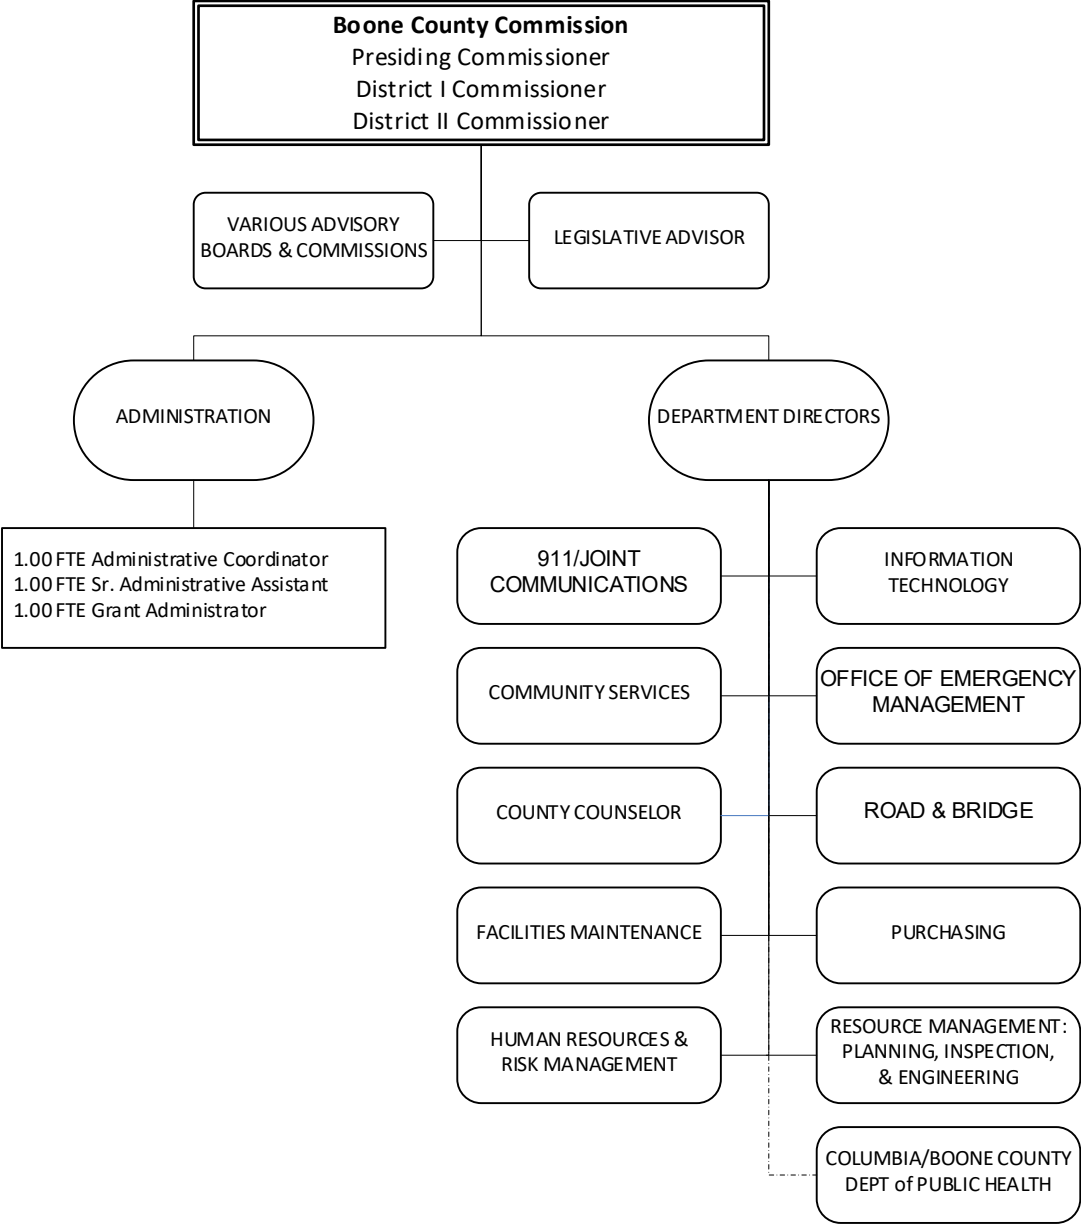 Boone County Commission
Presiding Commissioner
District I Commissioner
District II Commissioner
VARIOUS ADVISORY
BOARDS & COMMISSIONS
LEGISLATIVE ADVISOR
ADMINISTRATION
DEPARTMENT DIRECTORS
1.00 FTE Administrative Coordinator
1.00 FTE Sr. Administrative Assistant
1.00 FTE Grant Administrator
911/JOINT
COMMUNICATIONS
INFORMATION
TECHNOLOGY
COMMUNITY SERVICES
OFFICE OF EMERGENCY
MANAGEMENT
COUNTY COUNSELOR
ROAD & BRIDGE
FACILITIES MAINTENANCE
PURCHASING
HUMAN RESOURCES &
RISK MANAGEMENT
RESOURCE MANAGEMENT:
PLANNING, INSPECTION,
& ENGINEERING
COLUMBIA/BOONE COUNTY
DEPT of PUBLIC HEALTH